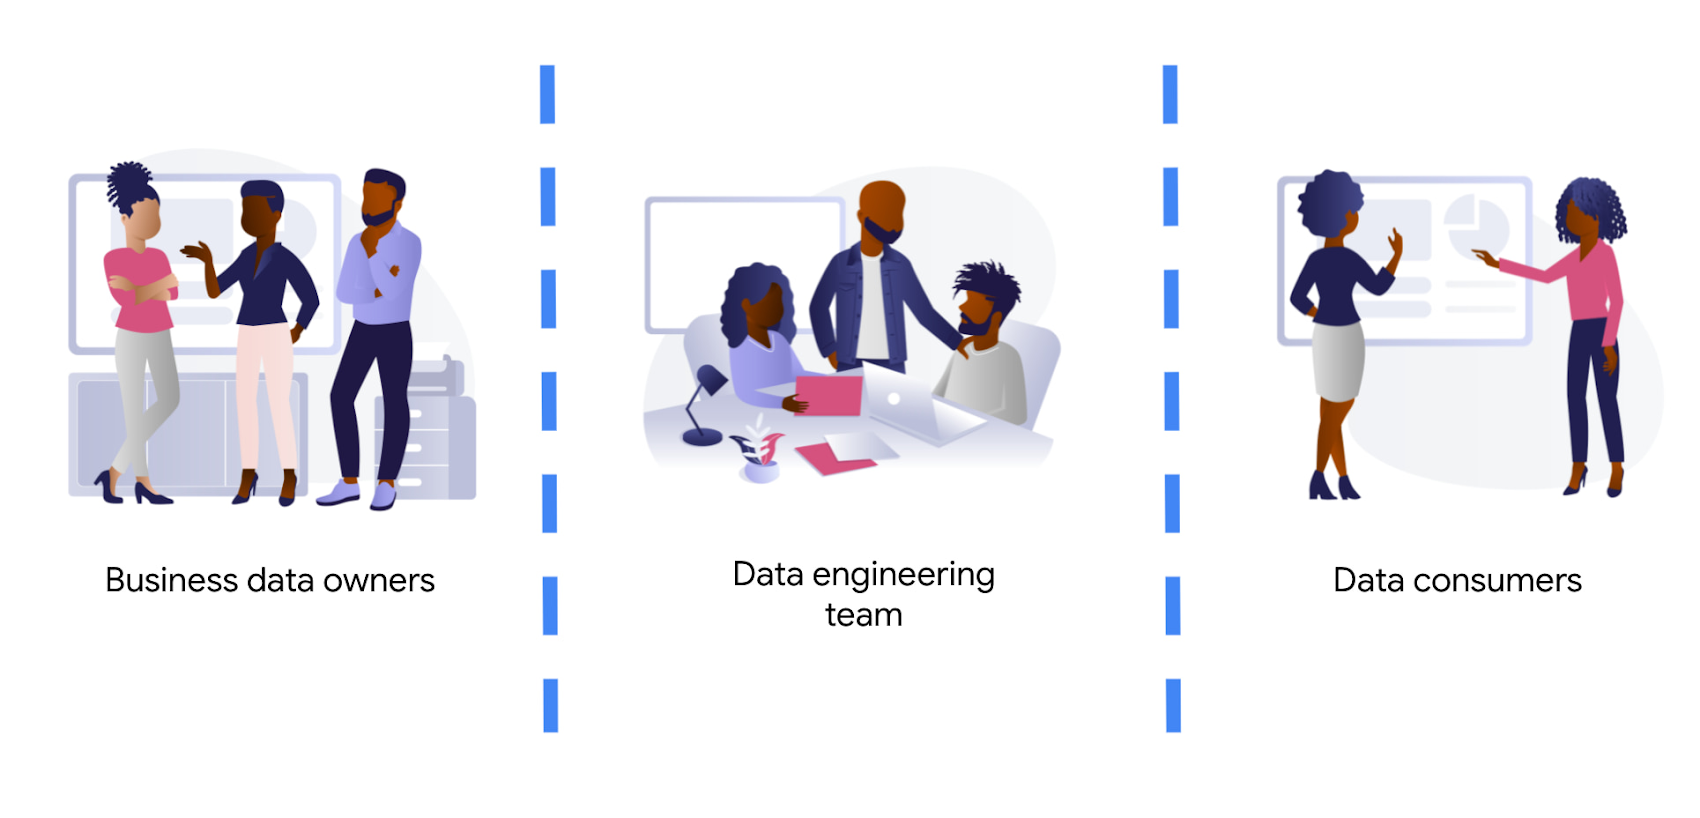 Business data owners
Data engineering
team
Data consumers